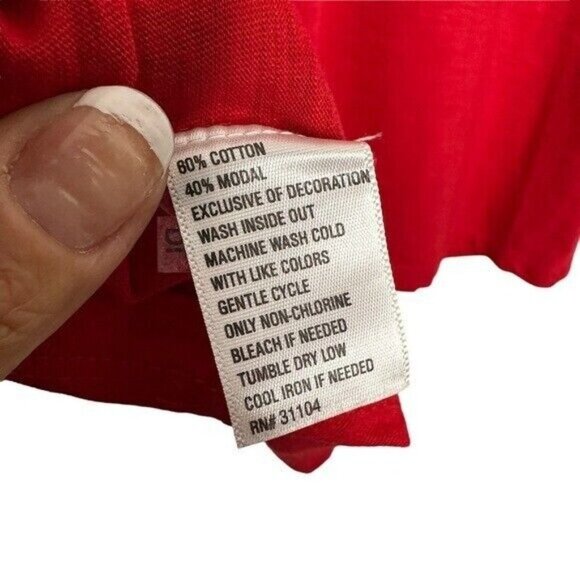 60% COTTON
40% MODAL
EXCLUSIVE OF DECORATION
WASH INSIDE OUT
MACHINE WASH COLD
WITH LIKE COLORS
GENTLE CYCLE
ONLY NON-CHLORINE
BLEACH IF NEEDED
TUMBLE DRY LOW
COOL IRON IF NEEDED
RN# 31104